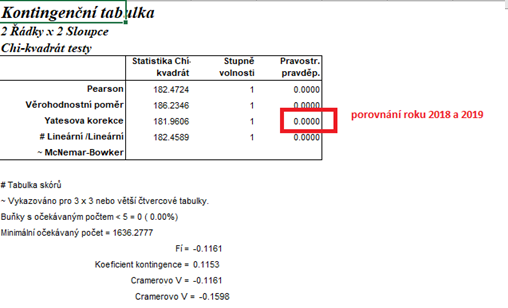 Kontingenční tabulka
2 Řádky x 2 Sloupce
Chi-kvadrát testy
Statistika Chi-kvadrát Stupně volnosti Pravostr. pravděp.
Pearson 182.4724 1 0.0000
Věrohodnostní poměr 186.2346 1 0.0000
Yatesova korekce 181.9606 1 0.0000 porovnání roku 2018 a 2019
# Lineární /Lineární 182.4589 1 0.0000
~ McNemar-Bowker
# Tabulka skórů
~ Vykazováno pro 3 x 3 nebo větší čtvercové tabulky.
Buňky s očekávaným počtem < 5 = 0 ( 0.00%)
Minimální očekávaný počet = 1636.2777
Fí = -0.1161
Koeficient kontingence = 0.1153
Cramerovo V = -0.1161
Cramerovo V = -0.1598